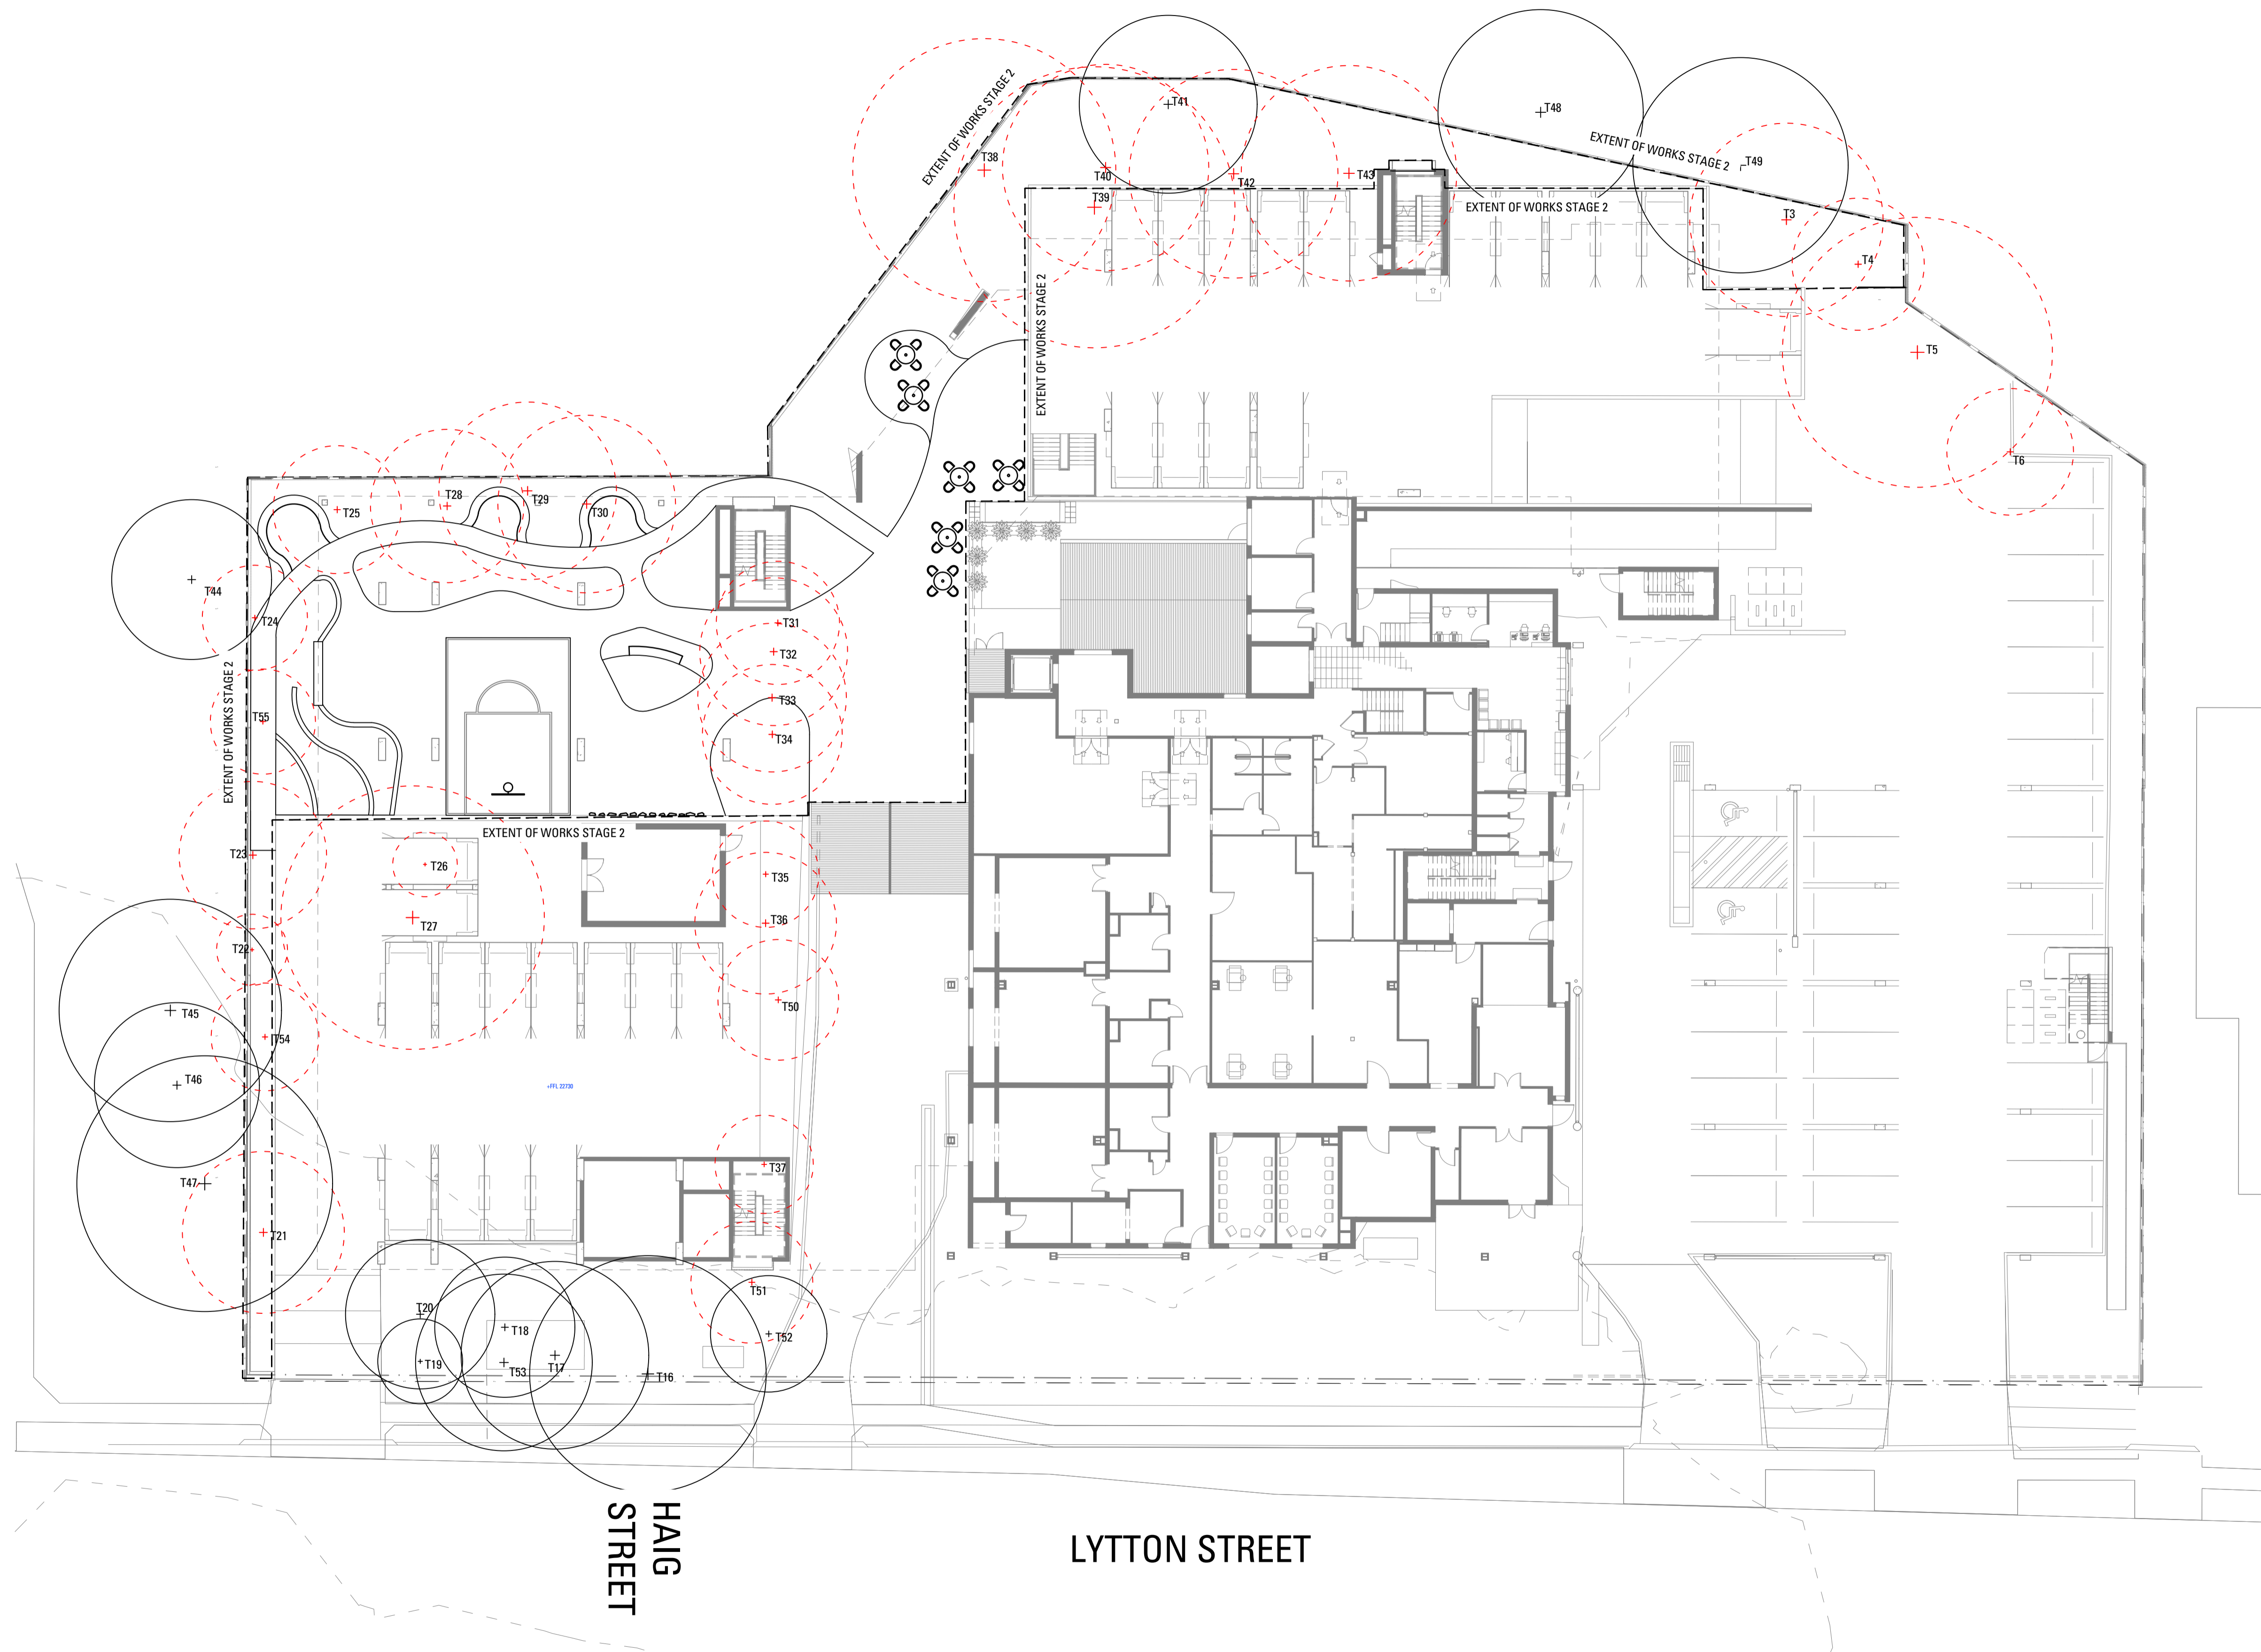 T41
T48
EXTENT OF WORKS STAGE 2
EXTENT OF WORKS STAGE 2
T49
T38
T40
T42
T43
T39
EXTENT OF WORKS STAGE 2
T3
T4
EXTENT OF WORKS STAGE 2
T5
T6
T28
T29
T25
T30
T44
T24
T31
T32
EXTENT OF WORKS STAGE 2
T33
T55
T34
EXTENT OF WORKS STAGE 2
T23
T26
T35
T36
T27
T22
T50
T45
T54
T46
+FFL 22730
T37
T47
T21
T51
T20
T18
T52
T19
T53
T17
T16
HAIG
STREET
LYTTON STREET